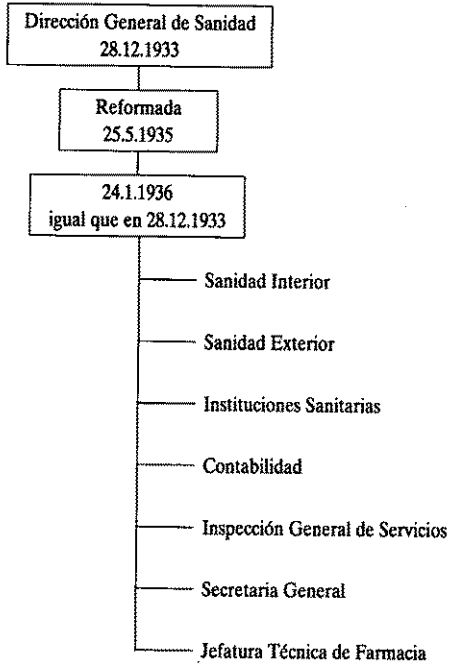 Dirección General de Sanidad
28.12.1933
Reformada
25.5.1935
24.1.1936
igual que en 28.12.1933
Sanidad Interior
Sanidad Exterior
Instituciones Sanitarias
Contabilidad
Inspección General de Servicios
Secretaria General
Jefatura Técnica de Farmacia